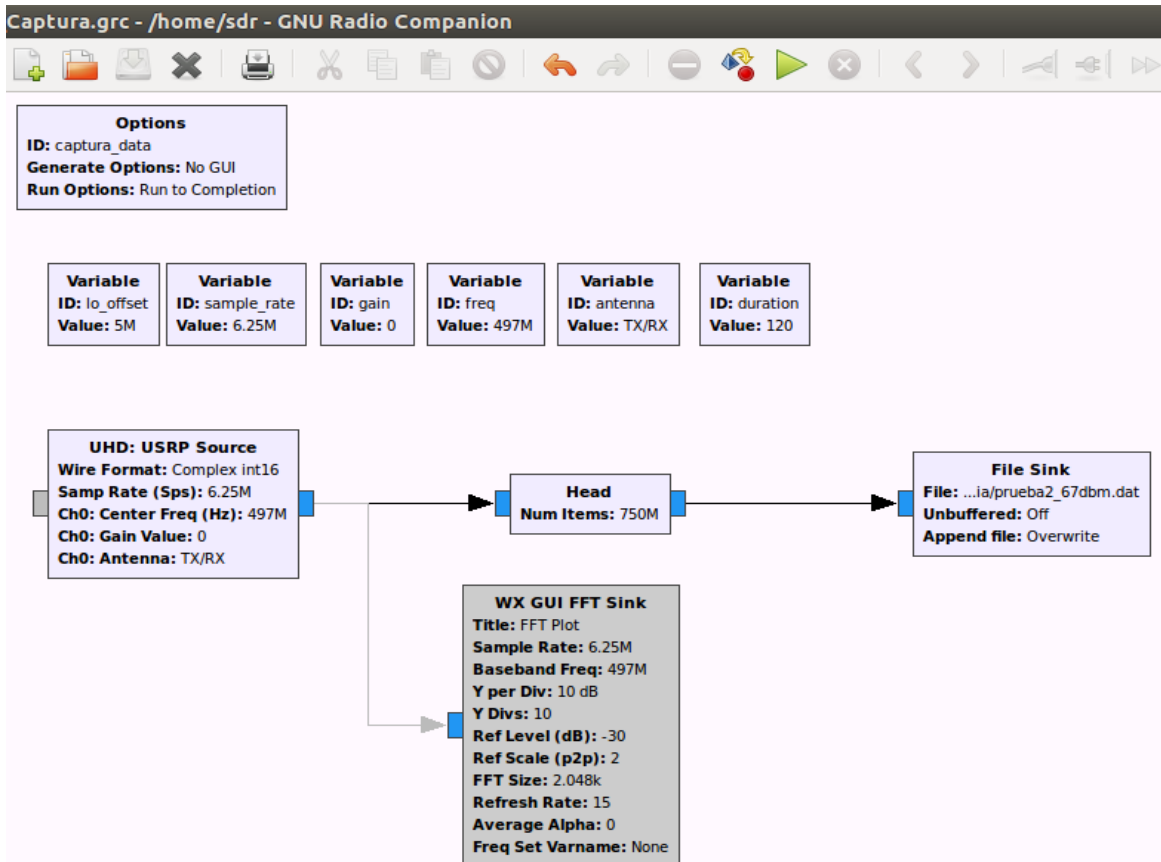 Captura.grc - /home/sdr - GNU Radio Companion
Options
ID: captura_data
Generate Options: No GUI
Run Options: Run to Completion
Variable
ID: lo_offset
Value: 5M
Variable
ID: sample_rate
Value: 6.25M
Variable
ID: gain
Value: 0
Variable
ID: freq
Value: 497M
Variable
ID: antenna
Value: TX/RX
Variable
ID: duration
Value: 120
UHD: USRP Source
Wire Format: Complex int16
Samp Rate (Sps): 6.25M
Ch0: Center Freq (Hz): 497M
Ch0: Gain Value: 0
Ch0: Antenna: TX/RX
Head
Num Items: 750M
File Sink
File: ...ia/prueba2_67dbm.dat
Unbuffered: Off
Append file: Overwrite
WX GUI FFT Sink
Title: FFT Plot
Sample Rate: 6.25M
Baseband Freq: 497M
Y per Div: 10 dB
Y Divs: 10
Ref Level (dB): -30
Ref Scale (p2p): 2
FFT Size: 2.048k
Refresh Rate: 15
Average Alpha: 0
Freq Set Varname: None